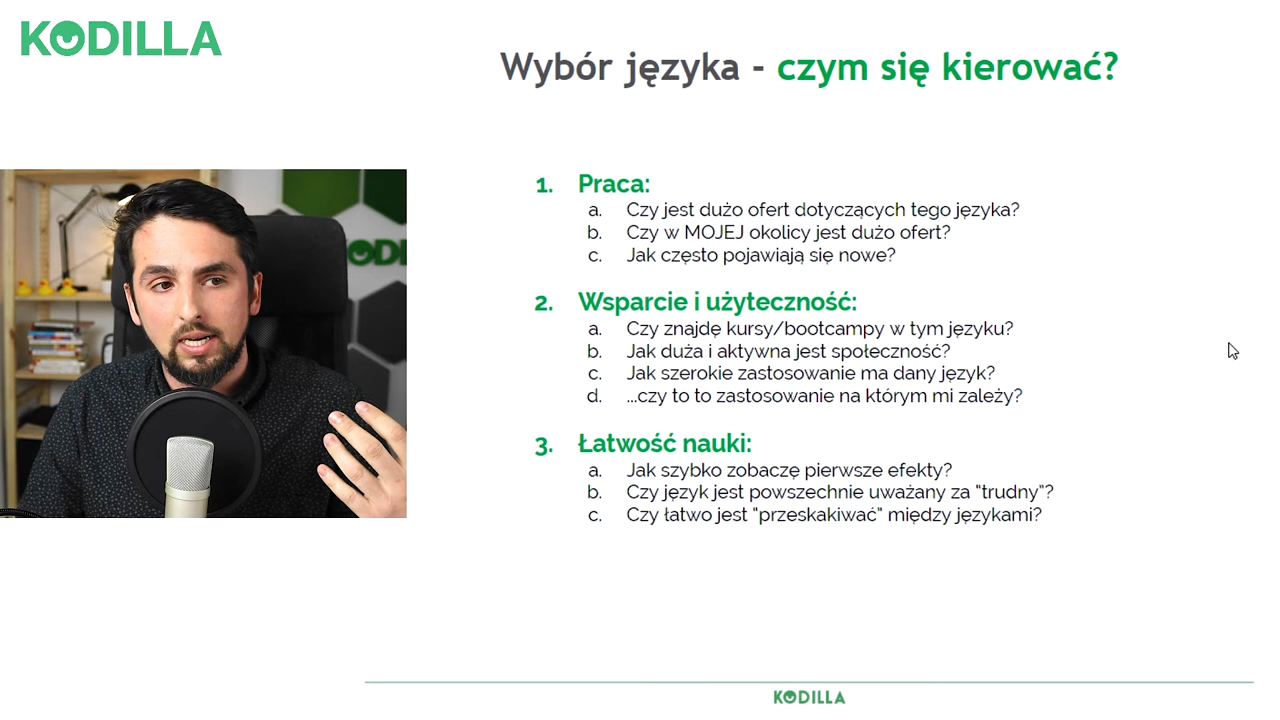 KODILLA
Wybór języka - czym się kierować?
1. Praca:
a. Czy jest dużo ofert dotyczących tego języka?
b. Czy w MOJEJ okolicy jest dużo ofert?
c. Jak często pojawiają się nowe?
2. Wsparcie i użyteczność:
a. Czy znajdę kursy/bootcampy w tym języku?
b. Jak duża i aktywna jest społeczność?
c. Jak szerokie zastosowanie ma dany język?
d. ...czy to to zastosowanie na którym mi zależy?
3. Łatwość nauki:
a. Jak szybko zobaczę pierwsze efekty?
b. Czy język jest powszechnie uważany za "trudny"?
c. Czy łatwo jest "przeskakiwać" między językami?
KODILLA